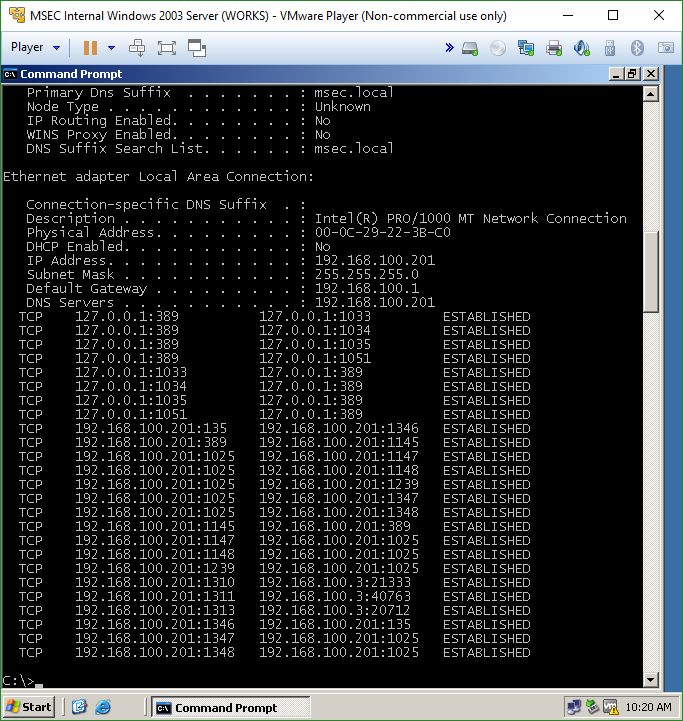 MSEC Internal Windows 2003 Server (WORKS) - VMware Player (Non-commercial use only)
Player
Command Prompt
Primary Dns Suffix . . . . . . . : msec.local
Node Type . . . . . . . . . . . . : Unknown
IP Routing Enabled. . . . . . . . : No
WINS Proxy Enabled. . . . . . . . : No
DNS Suffix Search List. . . . . . : msec.local
Ethernet adapter Local Area Connection:
Connection-specific DNS Suffix . :
Description . . . . . . . . . . . : Intel(R) PRO/1000 MT Network Connection
Physical Address. . . . . . . . . : 00-0C-29-22-3B-C0
DHCP Enabled. . . . . . . . . . . : No
IP Address. . . . . . . . . . . . : 192.168.100.201
Subnet Mask . . . . . . . . . . . : 255.255.255.0
Default Gateway . . . . . . . . . : 192.168.100.1
DNS Servers . . . . . . . . . . . : 192.168.100.201
TCP 127.0.0.1:389 127.0.0.1:1033 ESTABLISHED
TCP 127.0.0.1:389 127.0.0.1:1034 ESTABLISHED
TCP 127.0.0.1:389 127.0.0.1:1035 ESTABLISHED
TCP 127.0.0.1:389 127.0.0.1:1051 ESTABLISHED
TCP 127.0.0.1:1033 127.0.0.1:389 ESTABLISHED
TCP 127.0.0.1:1034 127.0.0.1:389 ESTABLISHED
TCP 127.0.0.1:1035 127.0.0.1:389 ESTABLISHED
TCP 127.0.0.1:1051 127.0.0.1:389 ESTABLISHED
TCP 192.168.100.201:135 192.168.100.201:1346 ESTABLISHED
TCP 192.168.100.201:389 192.168.100.201:1145 ESTABLISHED
TCP 192.168.100.201:1025 192.168.100.201:1147 ESTABLISHED
TCP 192.168.100.201:1025 192.168.100.201:1148 ESTABLISHED
TCP 192.168.100.201:1025 192.168.100.201:1239 ESTABLISHED
TCP 192.168.100.201:1025 192.168.100.201:1347 ESTABLISHED
TCP 192.168.100.201:1025 192.168.100.201:1348 ESTABLISHED
TCP 192.168.100.201:1145 192.168.100.201:389 ESTABLISHED
TCP 192.168.100.201:1147 192.168.100.201:1025 ESTABLISHED
TCP 192.168.100.201:1148 192.168.100.201:1025 ESTABLISHED
TCP 192.168.100.201:1239 192.168.100.201:1025 ESTABLISHED
TCP 192.168.100.201:1310 192.168.100.3:21333 ESTABLISHED
TCP 192.168.100.201:1311 192.168.100.3:40763 ESTABLISHED
TCP 192.168.100.201:1313 192.168.100.3:20712 ESTABLISHED
TCP 192.168.100.201:1346 192.168.100.201:135 ESTABLISHED
TCP 192.168.100.201:1347 192.168.100.201:1025 ESTABLISHED
TCP 192.168.100.201:1348 192.168.100.201:1025 ESTABLISHED
C:\>_
Start Command Prompt 10:20 AM